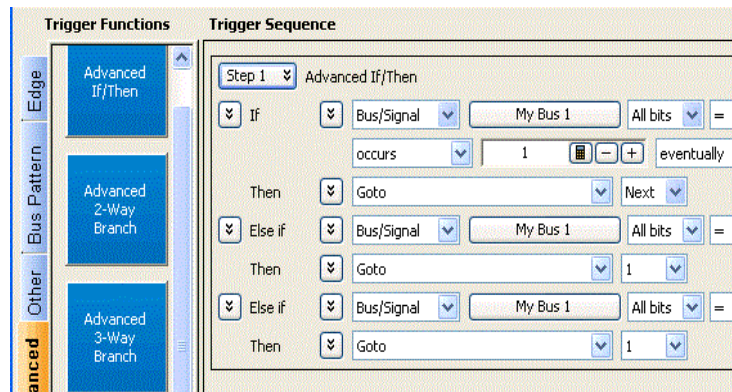 Trigger Functions
Trigger Sequence
Edge
Bus Pattern
Other
anced
Advanced
If/Then
Advanced
2-Way
Branch
Advanced
3-Way
Branch
Step 1 Advanced If/Then
If Bus/Signal My Bus 1 All bits =
occurs 1 - + eventually
Then Goto Next
Else if Bus/Signal My Bus 1 All bits =
Then Goto 1
Else if Bus/Signal My Bus 1 All bits =
Then Goto 1